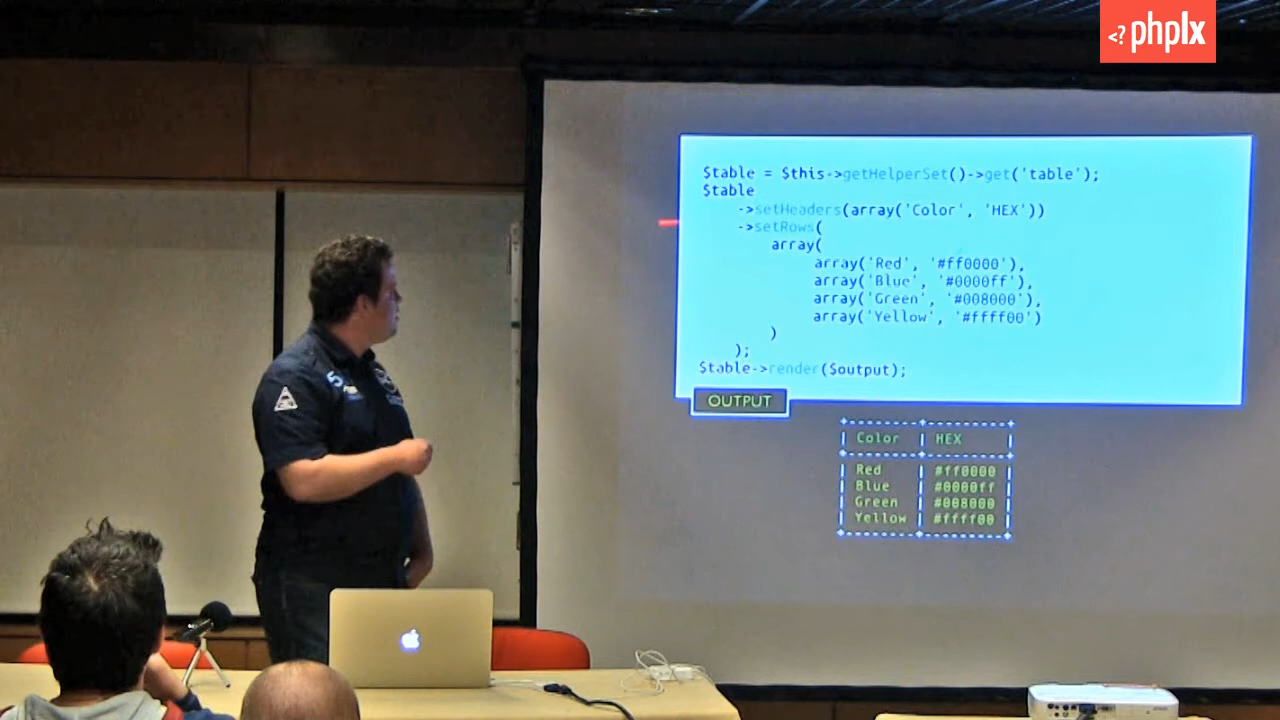 <? phplx
$table = $this->getHelperSet()->get('table');
$table
->setHeaders(array('Color', 'HEX'))
->setRows(
array(
array('Red', '#ff0000'),
array('Blue', '#0000ff'),
array('Green', '#008000'),
array('Yellow', '#ffff00')
)
);
$table->render($output);
OUTPUT
Color HEX
Red #ff0000
Blue #0000ff
Green #008000
Yellow #ffff00
5